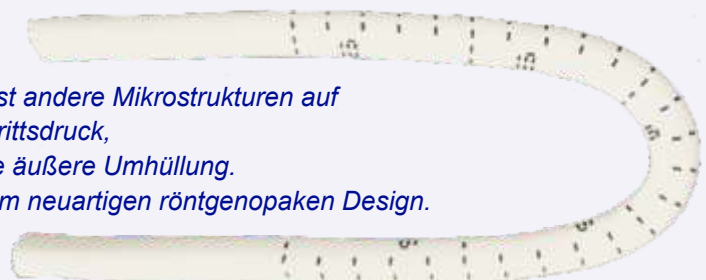 st andere Mikrostrukturen auf
rittsdruck,
e äußere Umhüllung.
m neuartigen röntgenopaken Design.